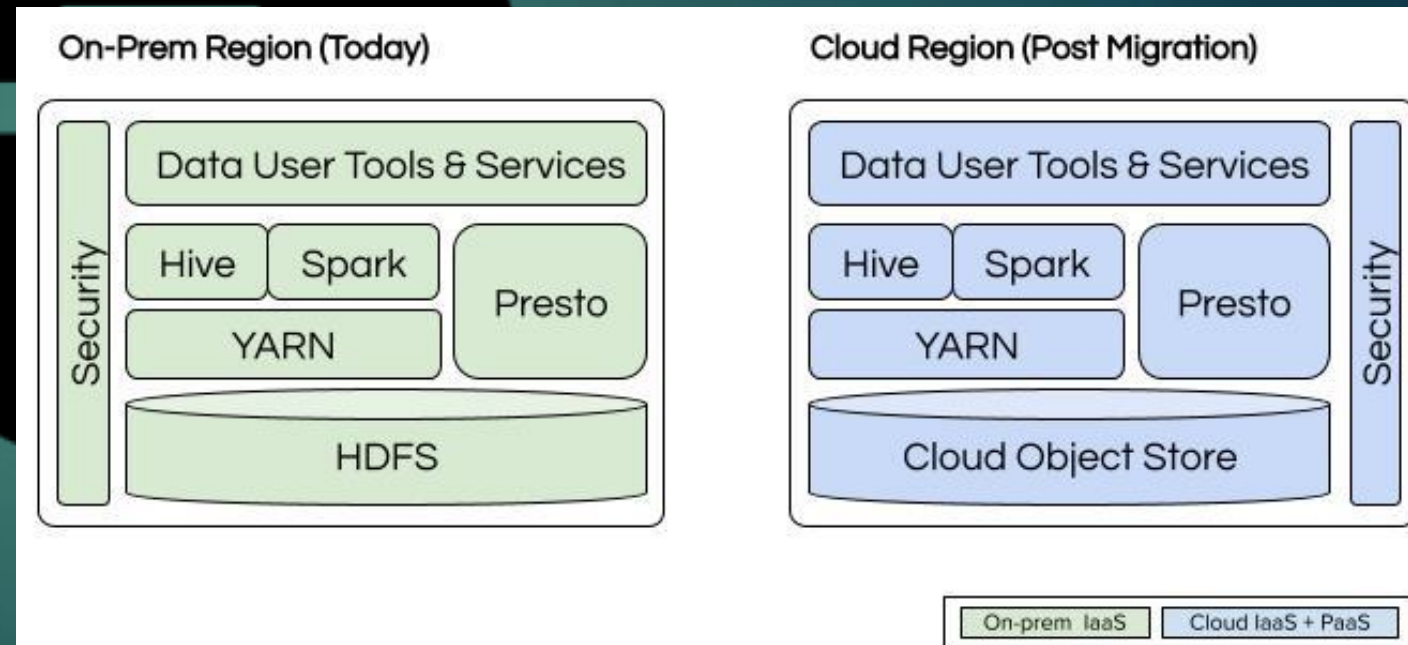 On-Prem Region (Today)
Security
Data User Tools & Services
Hive
Spark
Presto
YARN
HDFS
Cloud Region (Post Migration)
Data User Tools & Services
Hive
Spark
Presto
YARN
Cloud Object Store
Security
On-prem IaaS
Cloud IaaS + PaaS